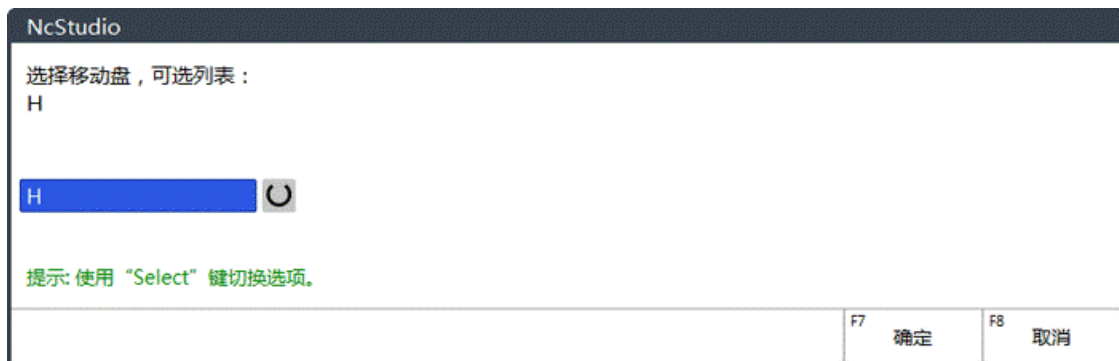 NcStudio
选择移动盘，可选列表：
H
H
提示: 使用“Select”键切换选项。
F7 确定 F8 取消